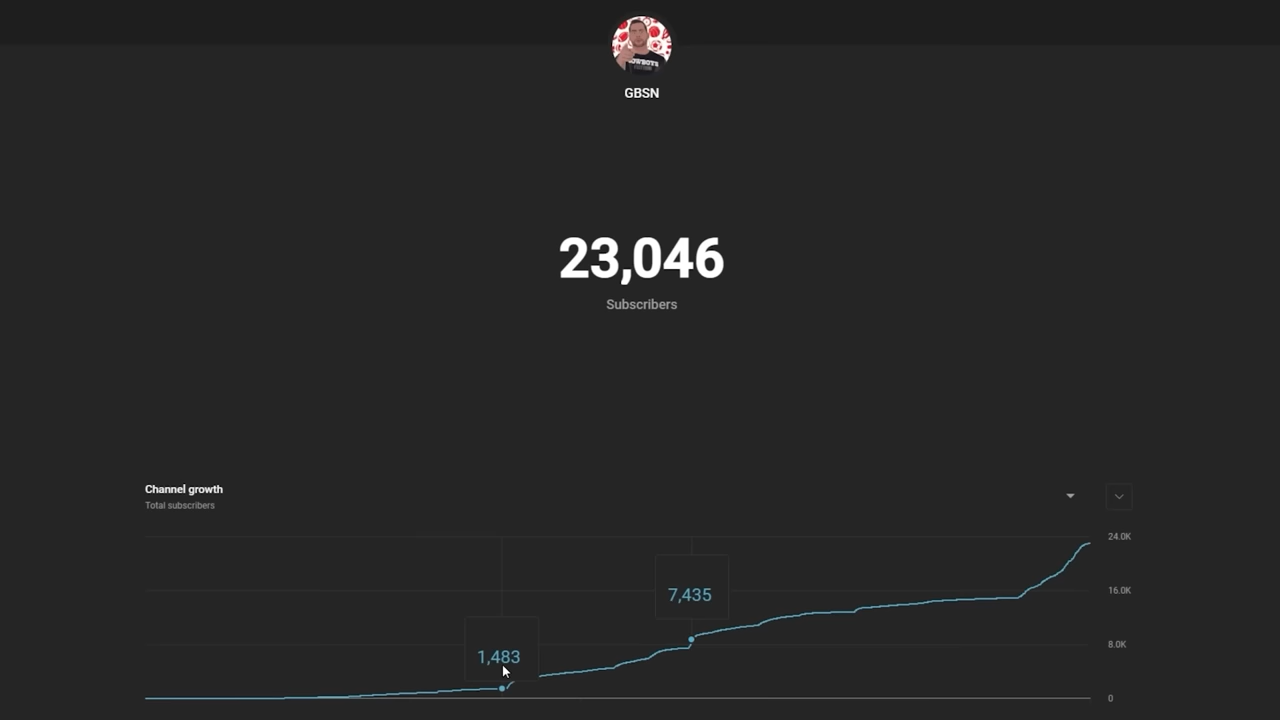 GBSN
23,046
Subscribers
Channel growth
Total subscribers
24.0K
16.0K
7,435
8.0K
1,483
0